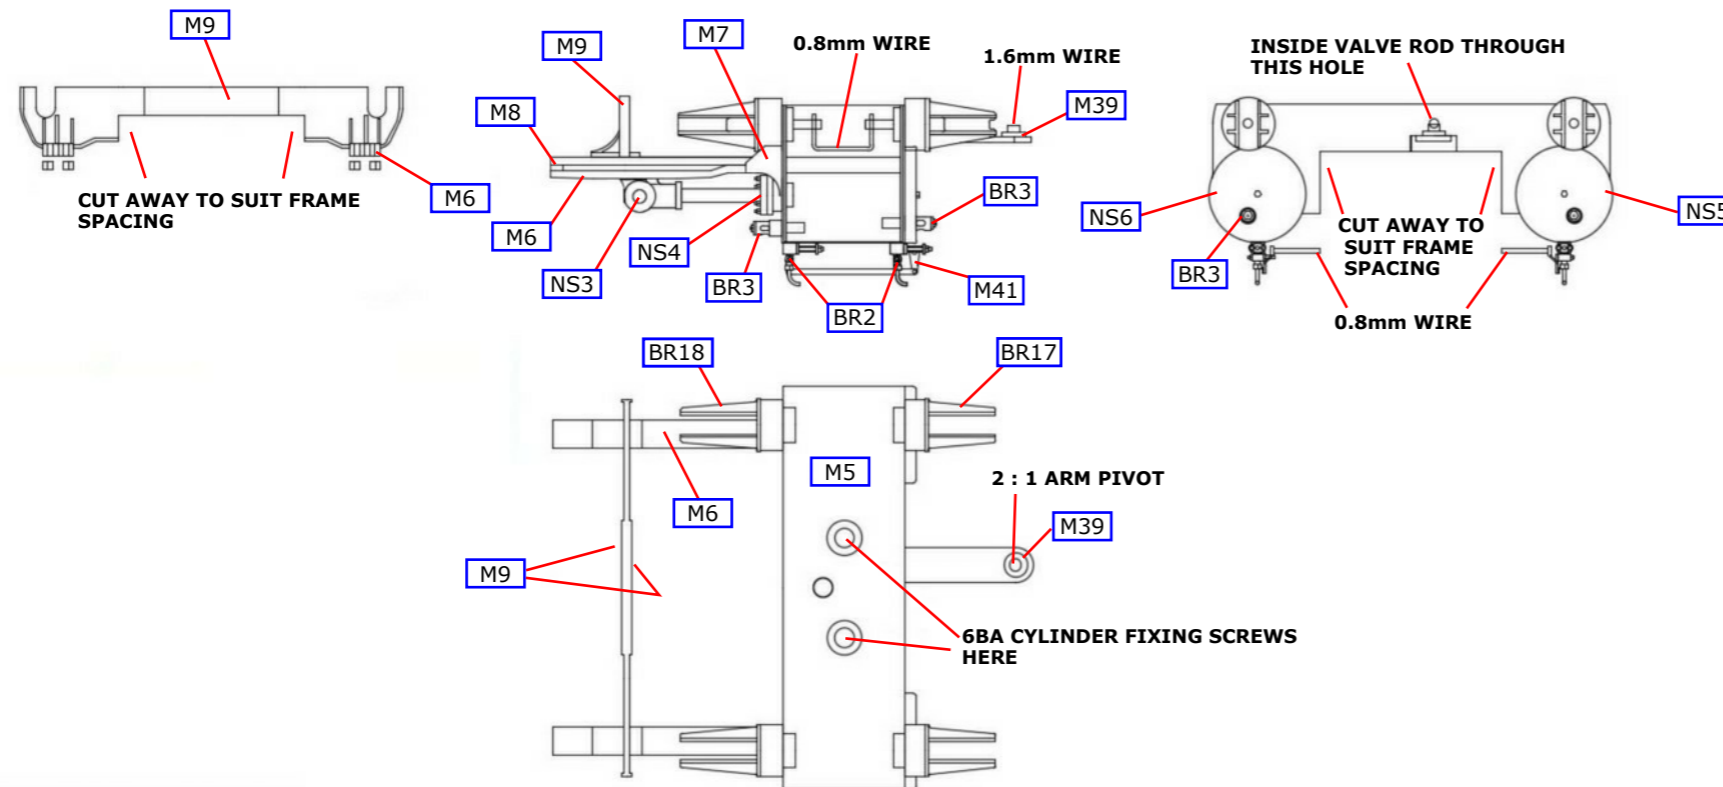 M9
CUT AWAY TO SUIT FRAME
SPACING
M6
M9
M7
0.8mm WIRE
1.6mm WIRE
M39
M8
M6
NS3
NS4
BR3
BR2
BR3
M41
INSIDE VALVE ROD THROUGH
THIS HOLE
NS6
BR3
CUT AWAY TO
SUIT FRAME
SPACING
NS5
0.8mm WIRE
BR18
BR17
M5
M6
2 : 1 ARM PIVOT
M39
M9
6BA CYLINDER FIXING SCREWS
HERE